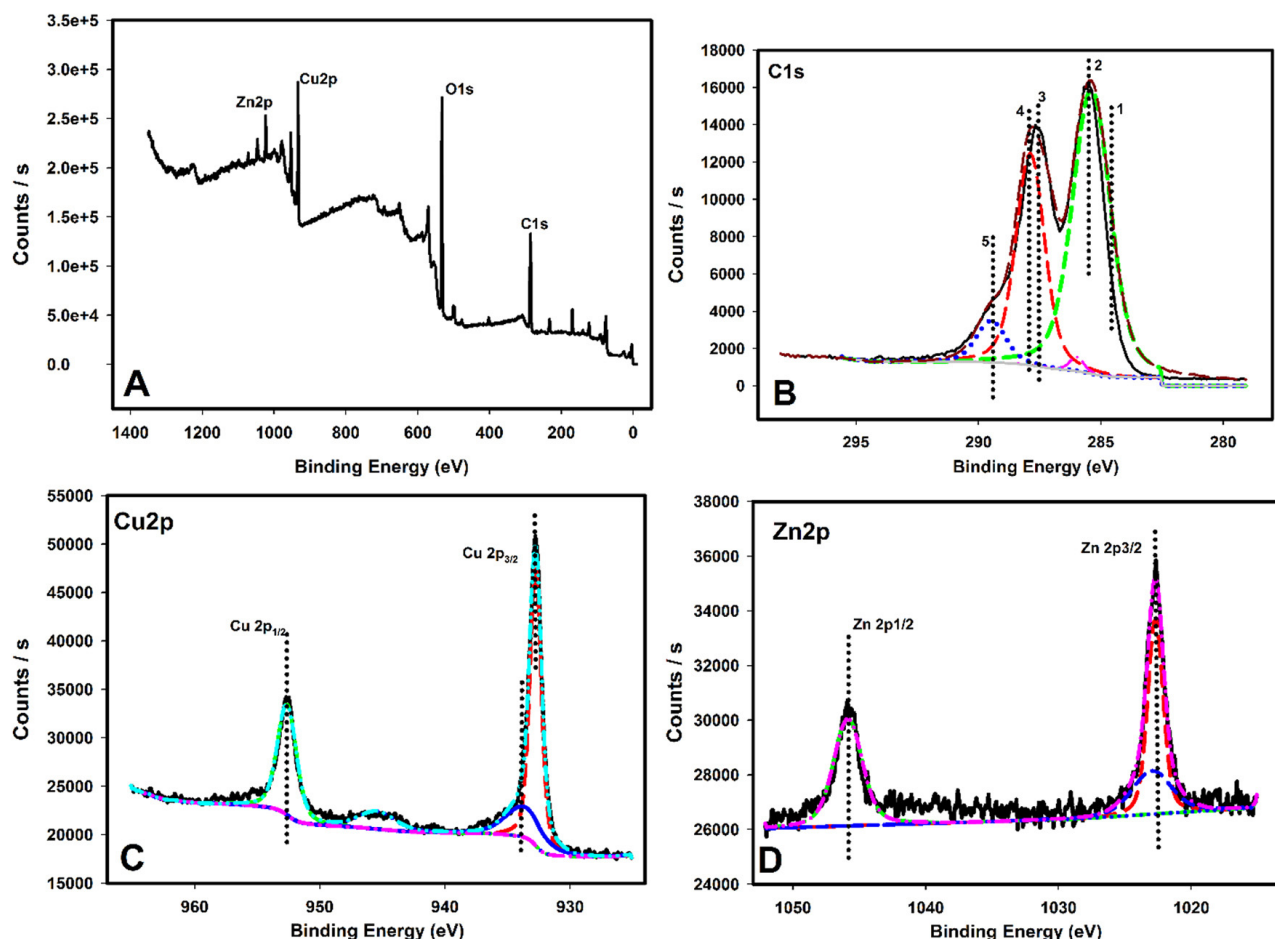 3.5e+5
3.0e+5
2.5e+5
2.0e+5
1.5e+5
1.0e+5
5.0e+4
0.0
Counts / s
Zn2p
Cu2p
O1s
C1s
A
1400 1200 1000 800 600 400 200 0
Binding Energy (eV)
18000
16000
14000
12000
10000
8000
6000
4000
2000
0
Counts / s
C1s
5
4
3
2
1
B
295 290 285 280
Binding Energy (eV)
55000
50000
45000
40000
35000
30000
25000
20000
15000
Counts / s
Cu2p
Cu 2p1/2
Cu 2p3/2
C
960 950 940 930
Binding Energy (eV)
38000
36000
34000
32000
30000
28000
26000
24000
Counts / s
Zn2p
Zn 2p1/2
Zn 2p3/2
D
1050 1040 1030 1020
Binding Energy (eV)